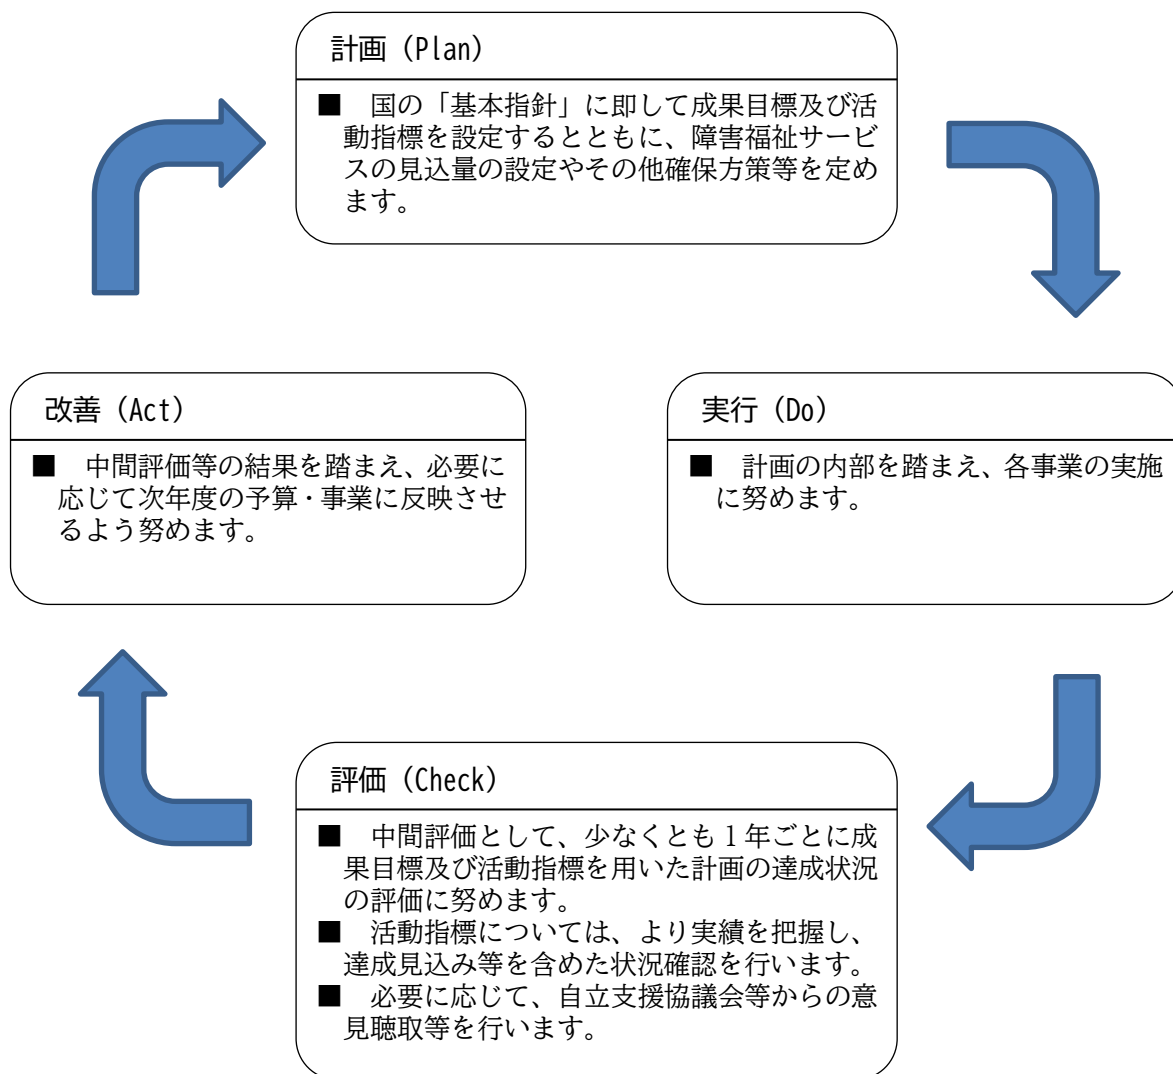 計画（Plan）
■　国の「基本指針」に即して成果目標及び活
動指標を設定するとともに、障害福祉サービ
スの見込量の設定やその他確保方策等を定め
ます。
改善（Act）
■　中間評価等の結果を踏まえ、必要に
応じて次年度の予算・事業に反映させ
るよう努めます。
実行（Do）
■　計画の内部を踏まえ、各事業の実施
に努めます。
評価（Check）
■　中間評価として、少なくとも１年ごとに成
果目標及び活動指標を用いた計画の達成状況
の評価に努めます。
■　活動指標については、より実績を把握し、
達成見込み等を含めた状況確認を行います。
■　必要に応じて、自立支援協議会等からの意
見聴取等を行います。